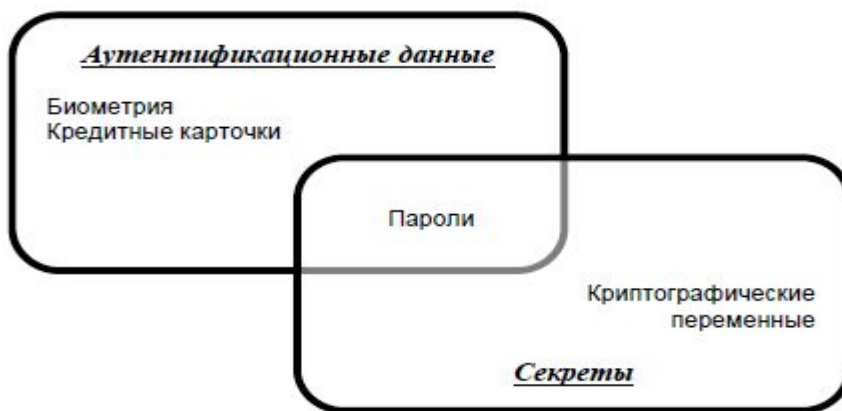 Аутентификационные данные
Биометрия
Кредитные карточки
Пароли
Криптографические
переменные
Секреты